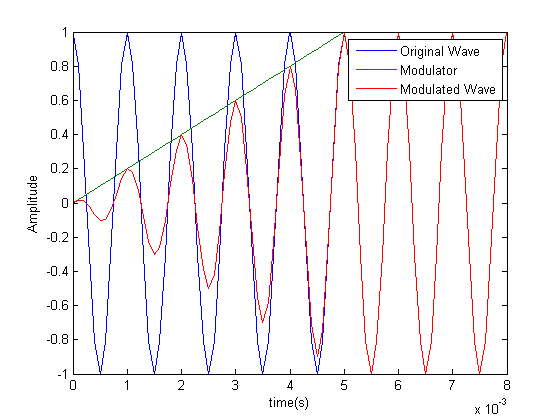 1
0.8
0.6
0.4
0.2
0
-0.2
-0.4
-0.6
-0.8
-1
Amplitude
Original Wave
Modulator
Modulated Wave
0 1 2 3 4 5 6 7 8
time(s)
x 10^-3